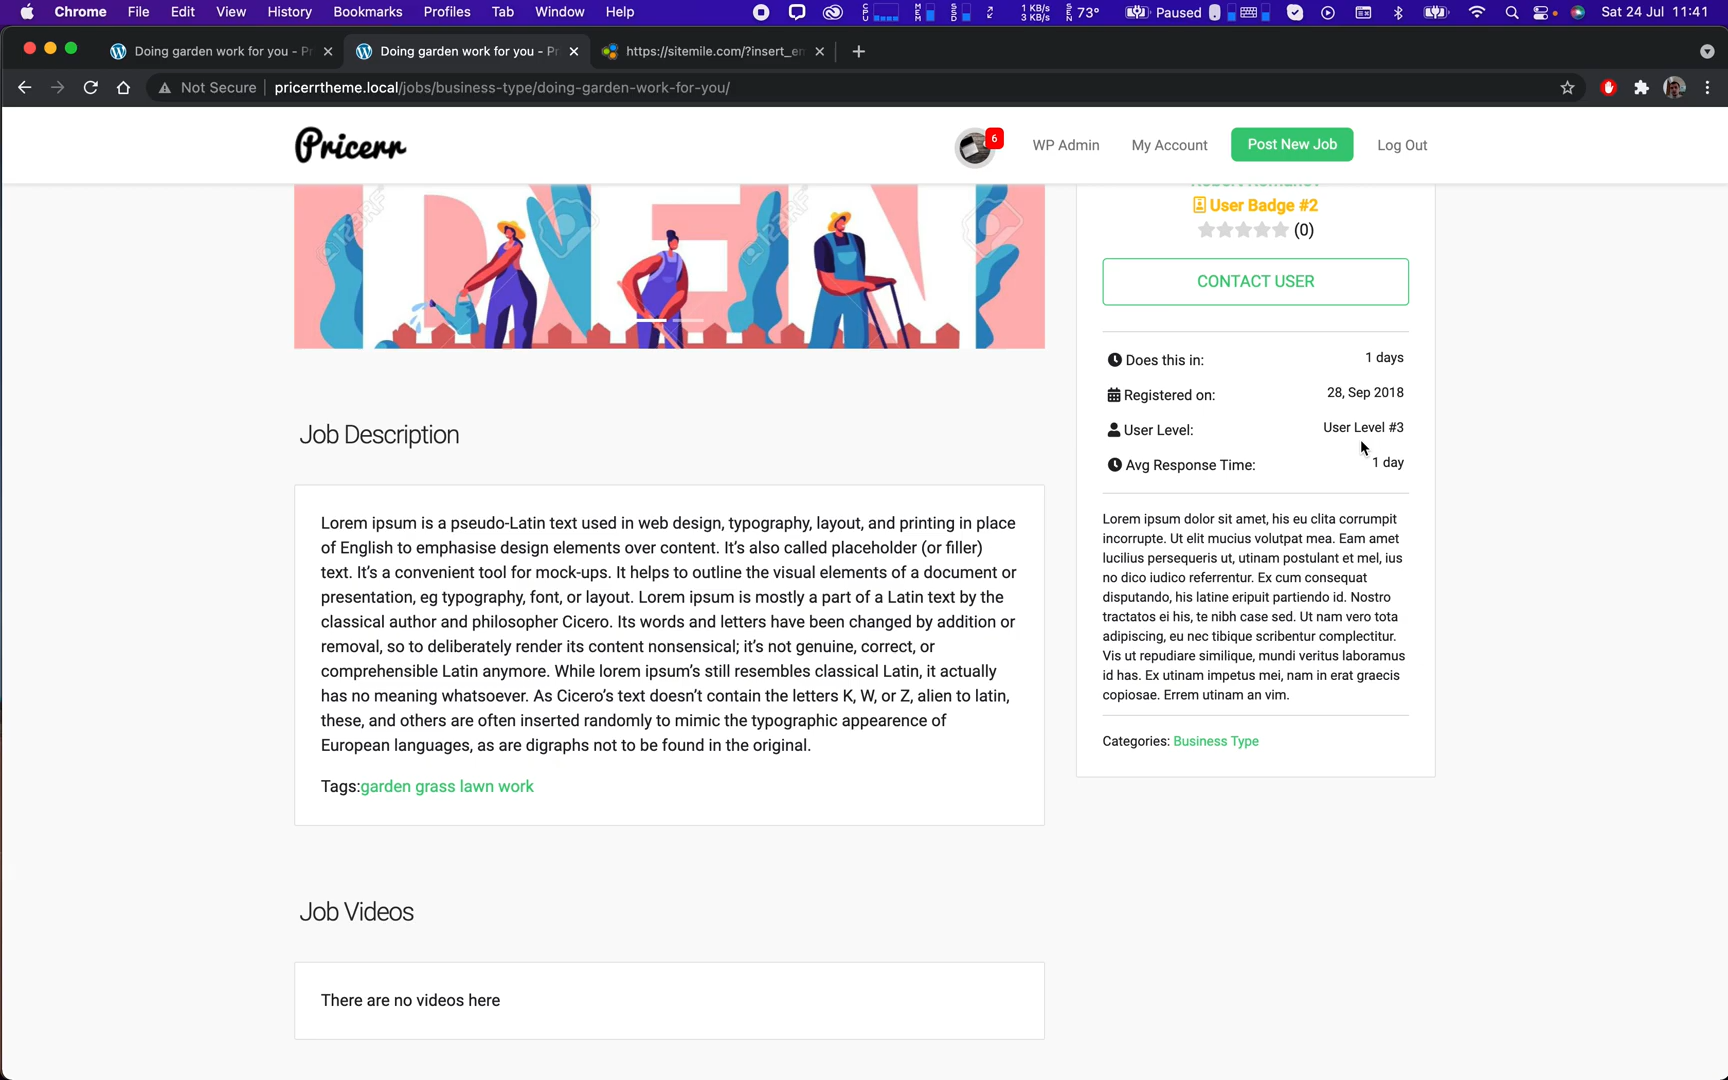 Chrome File Edit View History Bookmarks Profiles Tab Window Help
1 KB/s
3 KB/s
73°
Paused
Sat 24 Jul 11:41
Doing garden work for you - Pr
Doing garden work for you - Pr
https://sitemile.com/?insert_en
Not Secure
pricerrtheme.local/jobs/business-type/doing-garden-work-for-you/
Pricerr
6
WP Admin
My Account
Post New Job
Log Out
User Badge #2
(0)
CONTACT USER
Does this in:
1 days
Registered on:
28, Sep 2018
User Level:
User Level #3
Avg Response Time:
1 day
Lorem ipsum dolor sit amet, his eu clita corrumpit
incorrupte. Ut elit mucius volutpat mea. Eam amet
lucilius persequeris ut, utinam postulant et mel, ius
no dico iudico referrentur. Ex cum consequat
disputando, his latine eripuit partiendo id. Nostro
tractatos ei his, te nibh case sed. Ut nam vero tota
adipiscing, eu nec tibique scribentur complectitur.
Vis ut repudiare similique, mundi veritus laboramus
id has. Ex utinam impetus mei, nam in erat graecis
copiosae. Errem utinam an vim.
Categories: Business Type
Job Description
Lorem ipsum is a pseudo-Latin text used in web design, typography, layout, and printing in place
of English to emphasise design elements over content. It’s also called placeholder (or filler)
text. It’s a convenient tool for mock-ups. It helps to outline the visual elements of a document or
presentation, eg typography, font, or layout. Lorem ipsum is mostly a part of a Latin text by the
classical author and philosopher Cicero. Its words and letters have been changed by addition or
removal, so to deliberately render its content nonsensical; it’s not genuine, correct, or
comprehensible Latin anymore. While lorem ipsum’s still resembles classical Latin, it actually
has no meaning whatsoever. As Cicero’s text doesn’t contain the letters K, W, or Z, alien to latin,
these, and others are often inserted randomly to mimic the typographic appearence of
European languages, as are digraphs not to be found in the original.
Tags:garden grass lawn work
Job Videos
There are no videos here